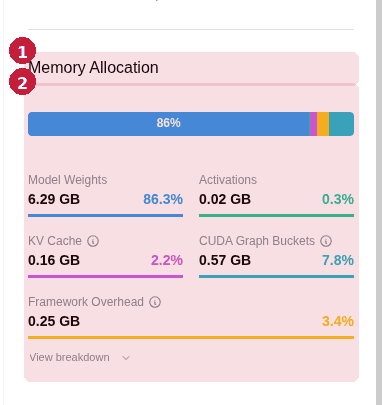 1
Memory Allocation
2
86%
Model Weights
6.29 GB 86.3%
Activations
0.02 GB 0.3%
KV Cache
0.16 GB 2.2%
CUDA Graph Buckets
0.57 GB 7.8%
Framework Overhead
0.25 GB 3.4%
View breakdown